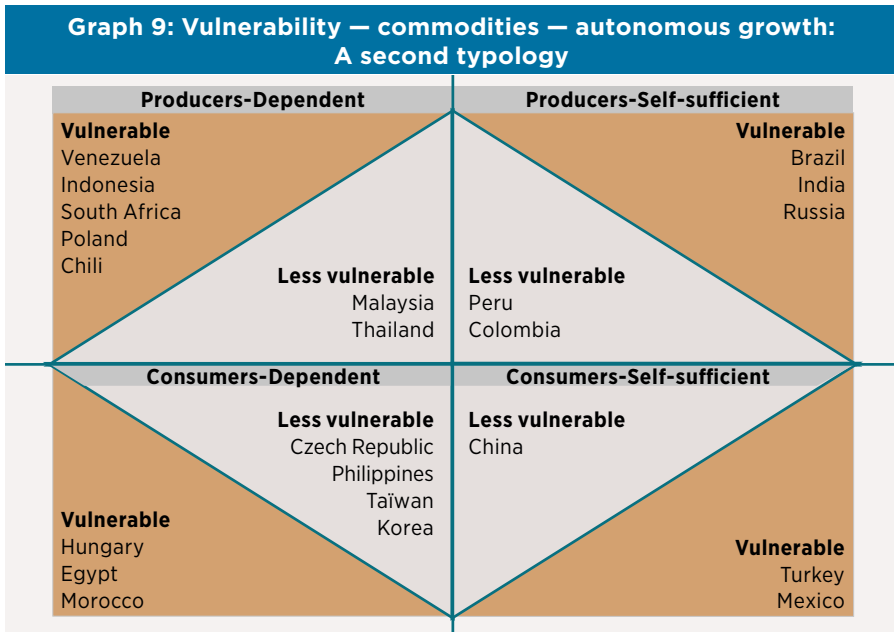 Graph 9: Vulnerability — commodities — autonomous growth:
A second typology
Producers-Dependent
Vulnerable
Venezuela
Indonesia
South Africa
Poland
Chili
Less vulnerable
Malaysia
Thailand
Producers-Self-sufficient
Vulnerable
Brazil
India
Russia
Less vulnerable
Peru
Colombia
Consumers-Dependent
Less vulnerable
Czech Republic
Philippines
Taïwan
Korea
Vulnerable
Hungary
Egypt
Morocco
Consumers-Self-sufficient
Less vulnerable
China
Vulnerable
Turkey
Mexico